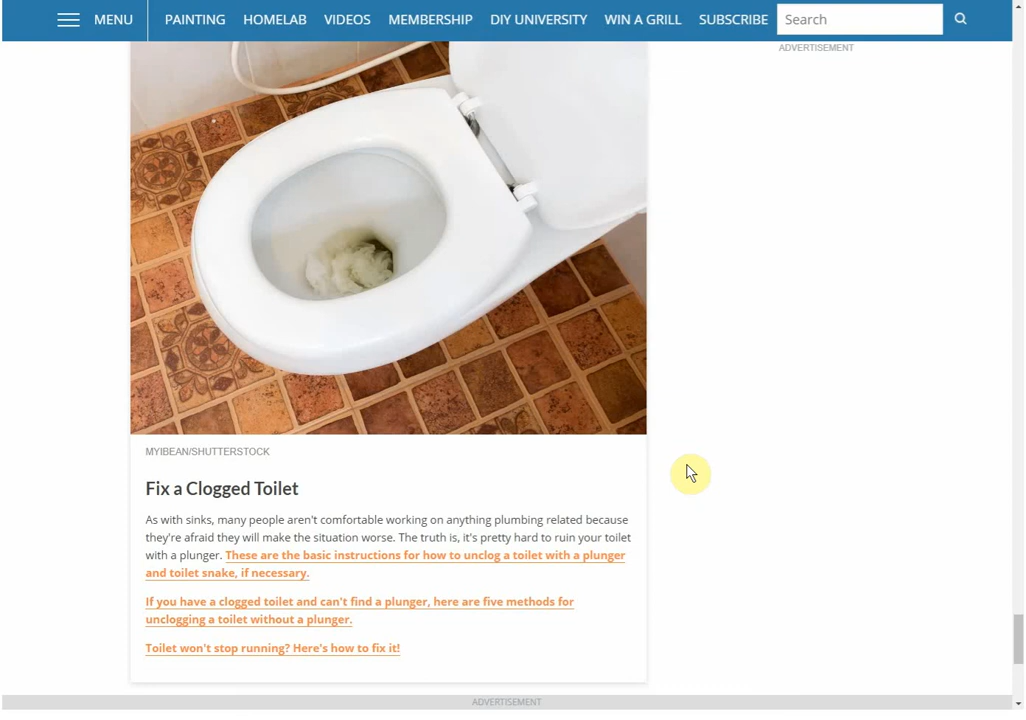 MENU PAINTING HOMELAB VIDEOS MEMBERSHIP DIY UNIVERSITY WIN A GRILL SUBSCRIBE Search
ADVERTISEMENT
MYIBEAN/SHUTTERSTOCK
Fix a Clogged Toilet
As with sinks, many people aren't comfortable working on anything plumbing related because
they're afraid they will make the situation worse. The truth is, it's pretty hard to ruin your toilet
with a plunger. These are the basic instructions for how to unclog a toilet with a plunger
and toilet snake, if necessary.
If you have a clogged toilet and can't find a plunger, here are five methods for
unclogging a toilet without a plunger.
Toilet won't stop running? Here's how to fix it!
ADVERTISEMENT